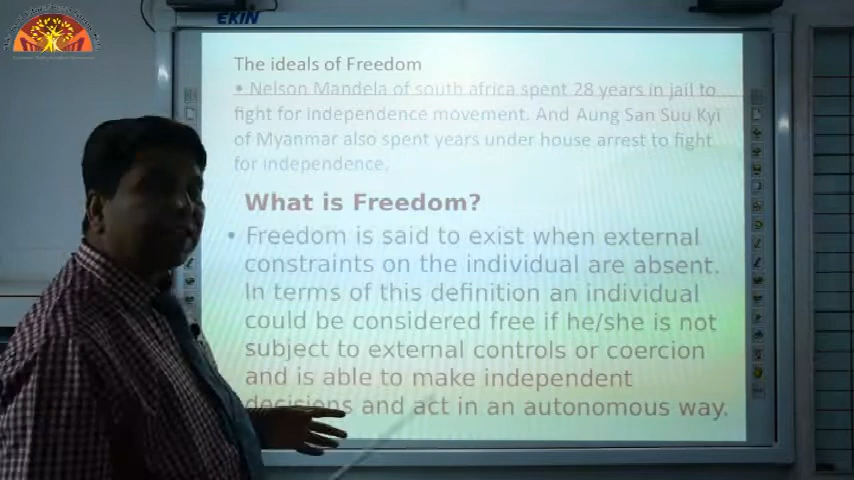 EKIN
The ideals of Freedom
• Nelson Mandela of south africa spent 28 years in jail to
fight for independence movement. And Aung San Suu Kyi
of Myanmar also spent years under house arrest to fight
for independence.
What is Freedom?
• Freedom is said to exist when external
constraints on the individual are absent.
In terms of this definition an individual
could be considered free if he/she is not
subject to external controls or coercion
and is able to make independent
decisions and act in an autonomous way.